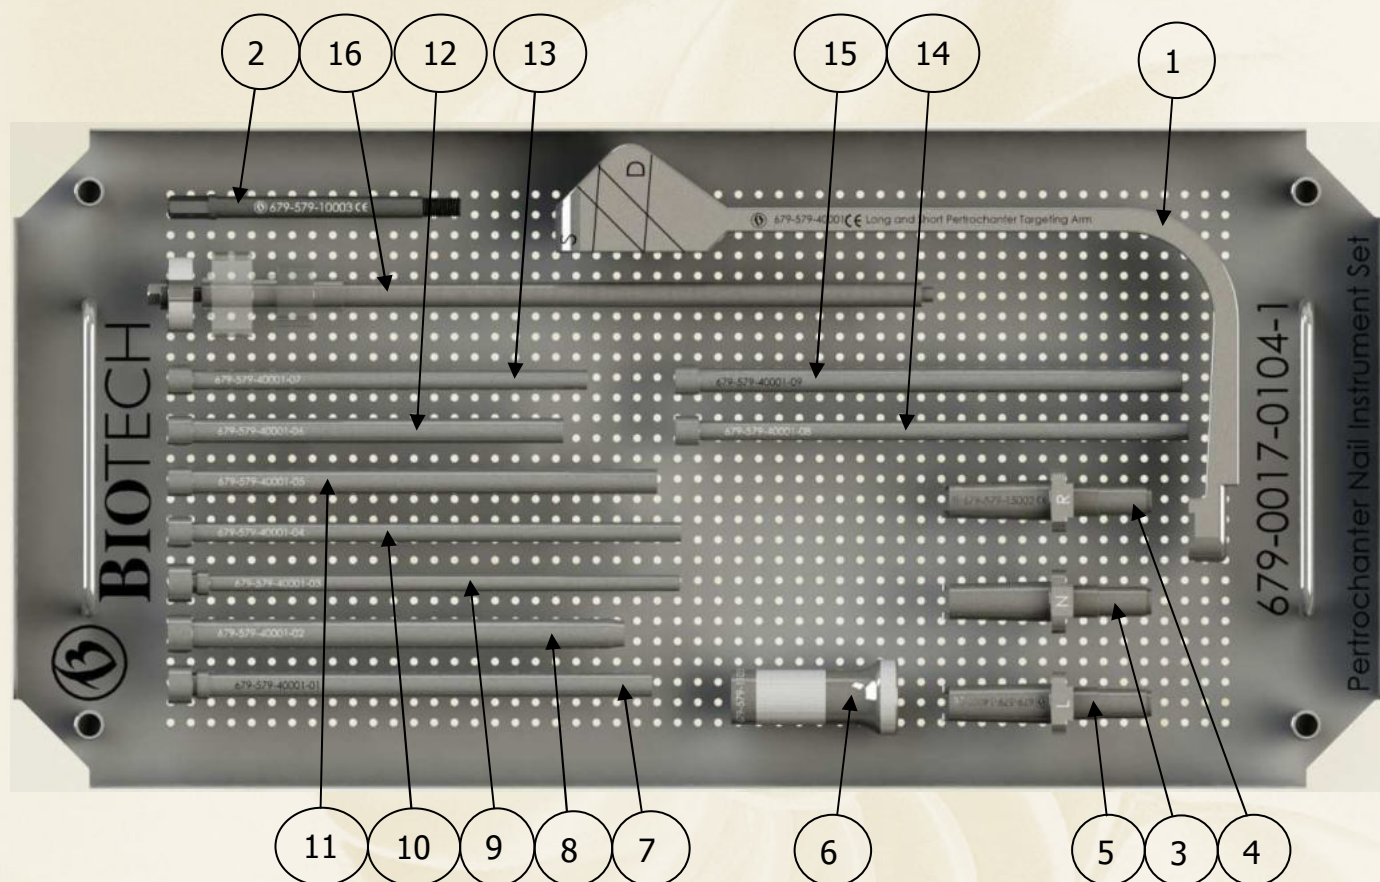 2 16 12 13 15 14 1
679-579-10003 CE
D
S
679-579-40001 CE Long and Short Pertrochanter Targeting Arm
679-579-40001-07
679-579-40001-09
679-579-40001-06
679-579-40001-08
679-579-40001-05
679-579-40001-04
679-579-40001-03
679-579-40001-02
679-579-40001-01
R
N
L
BIOTECH
679-0017-0104-1
Pertrochanter Nail Instrument Set
11 10 9 8 7 6 5 3 4